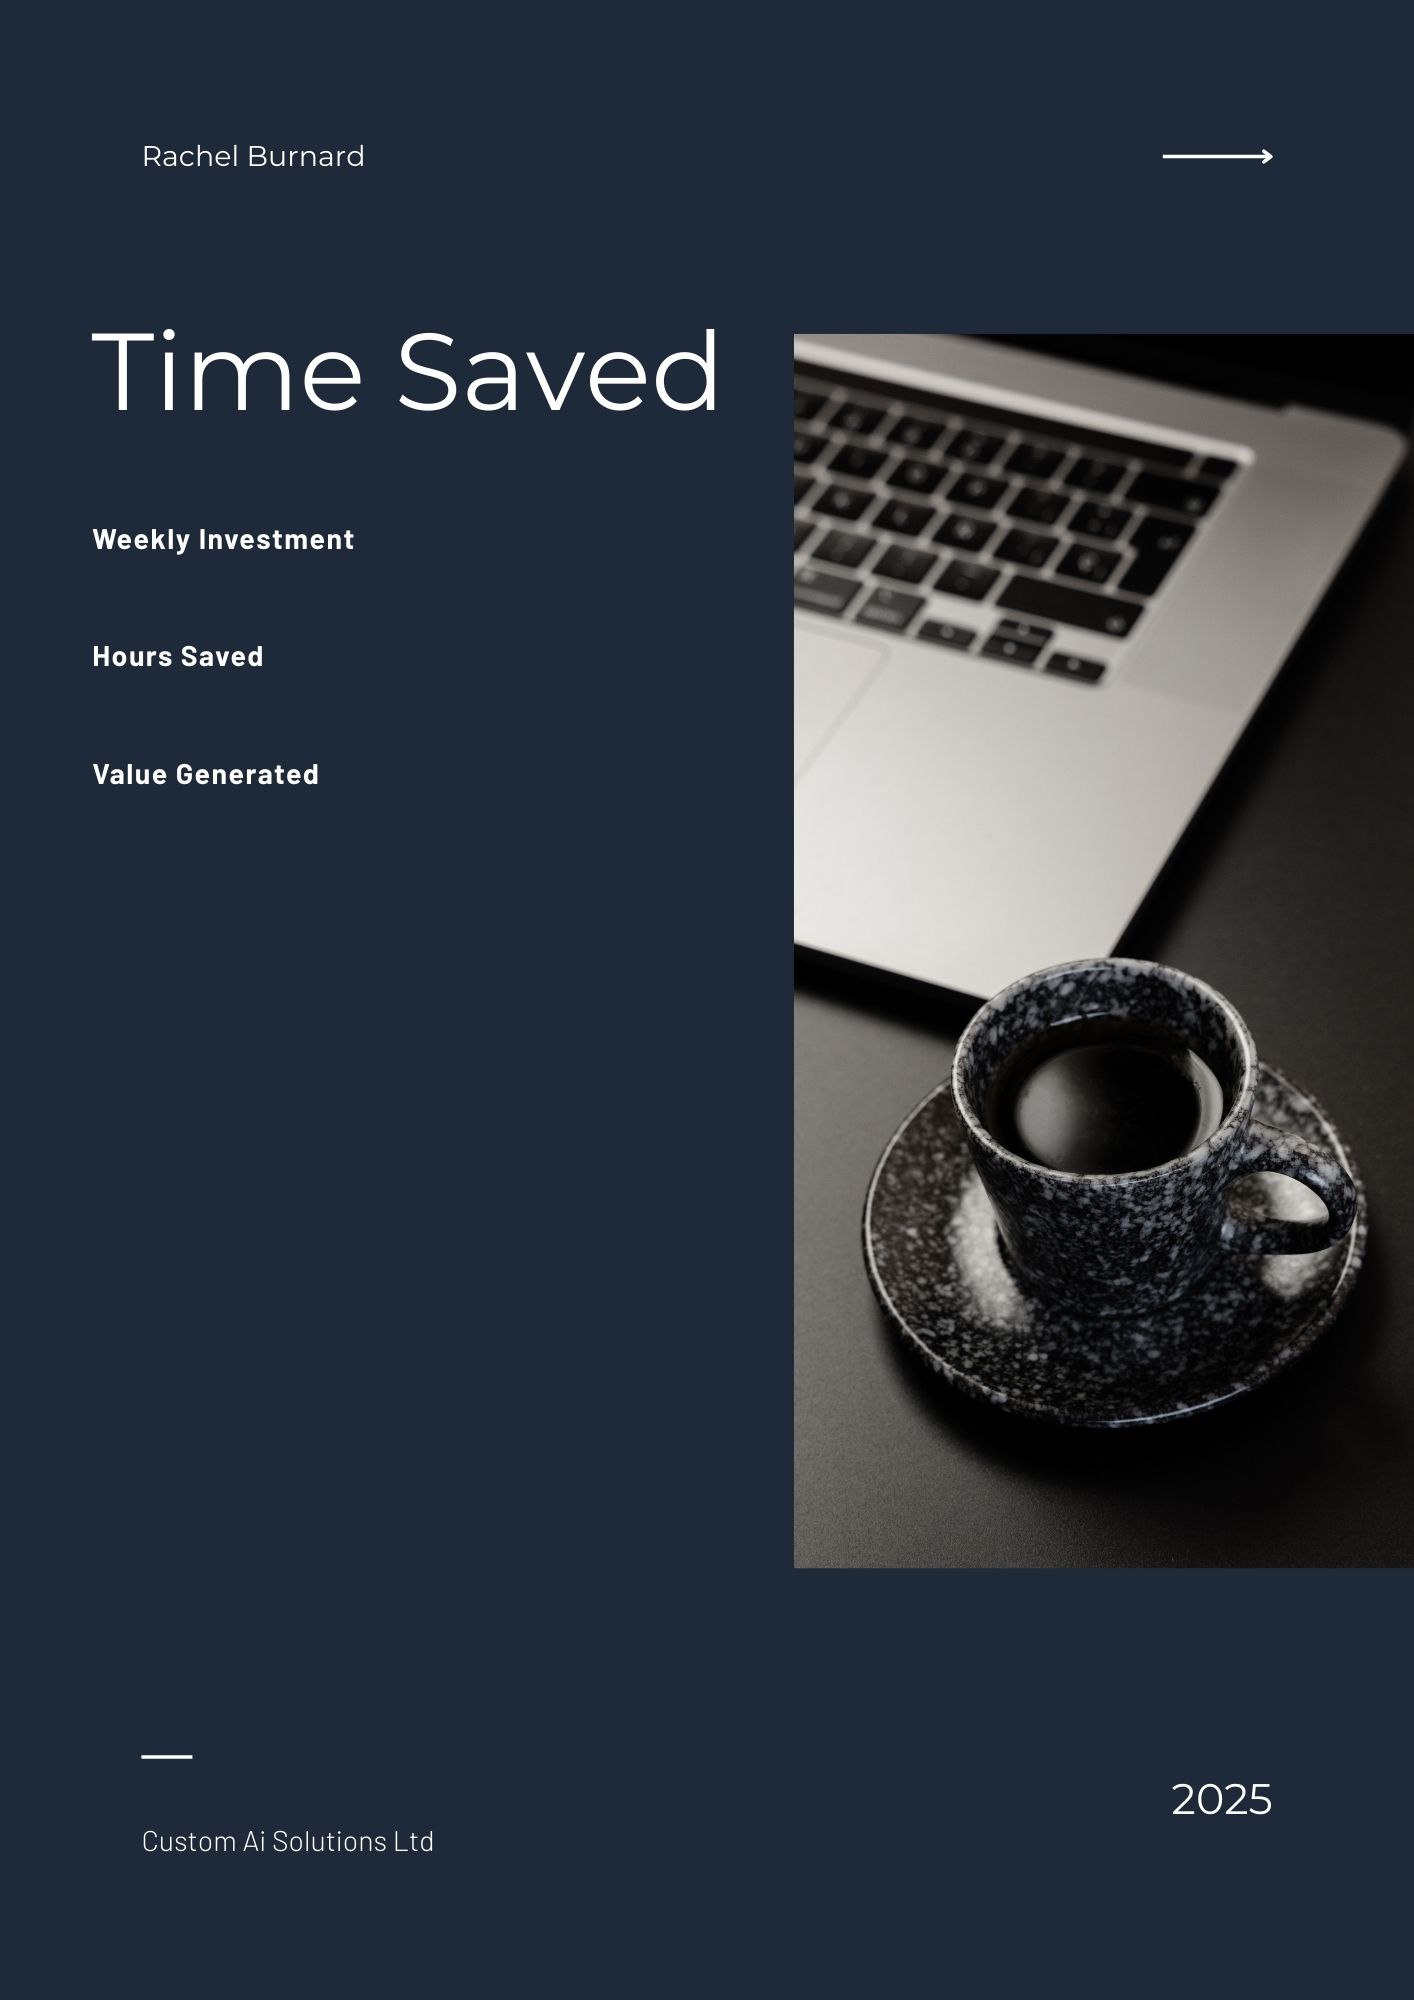 Rachel Burnard
Time Saved
Weekly Investment
Hours Saved
Value Generated
2025
Custom Ai Solutions Ltd